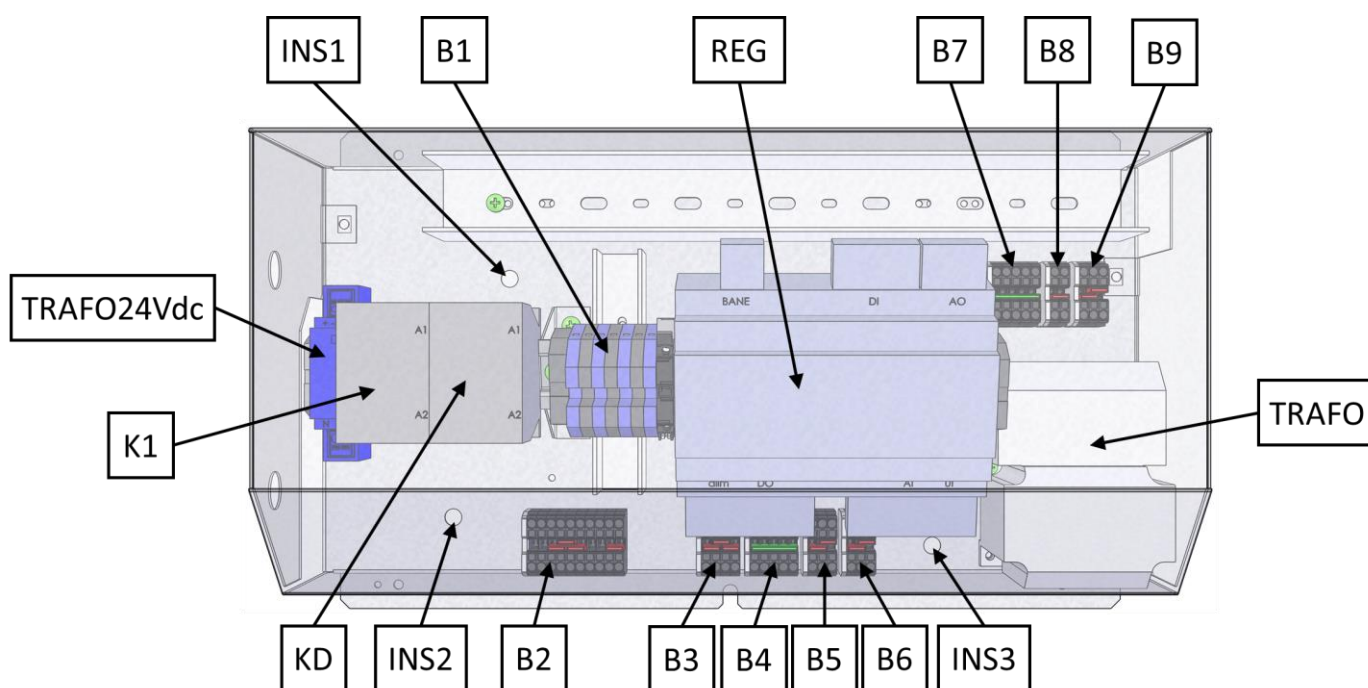 INS1
B1
REG
B7
B8
B9
TRAFO24Vdc
BANE
DI
AO
A1
A1
A2
A2
K1
TRAFO
DO
AI
UI
KD
INS2
B2
B3
B4
B5
B6
INS3